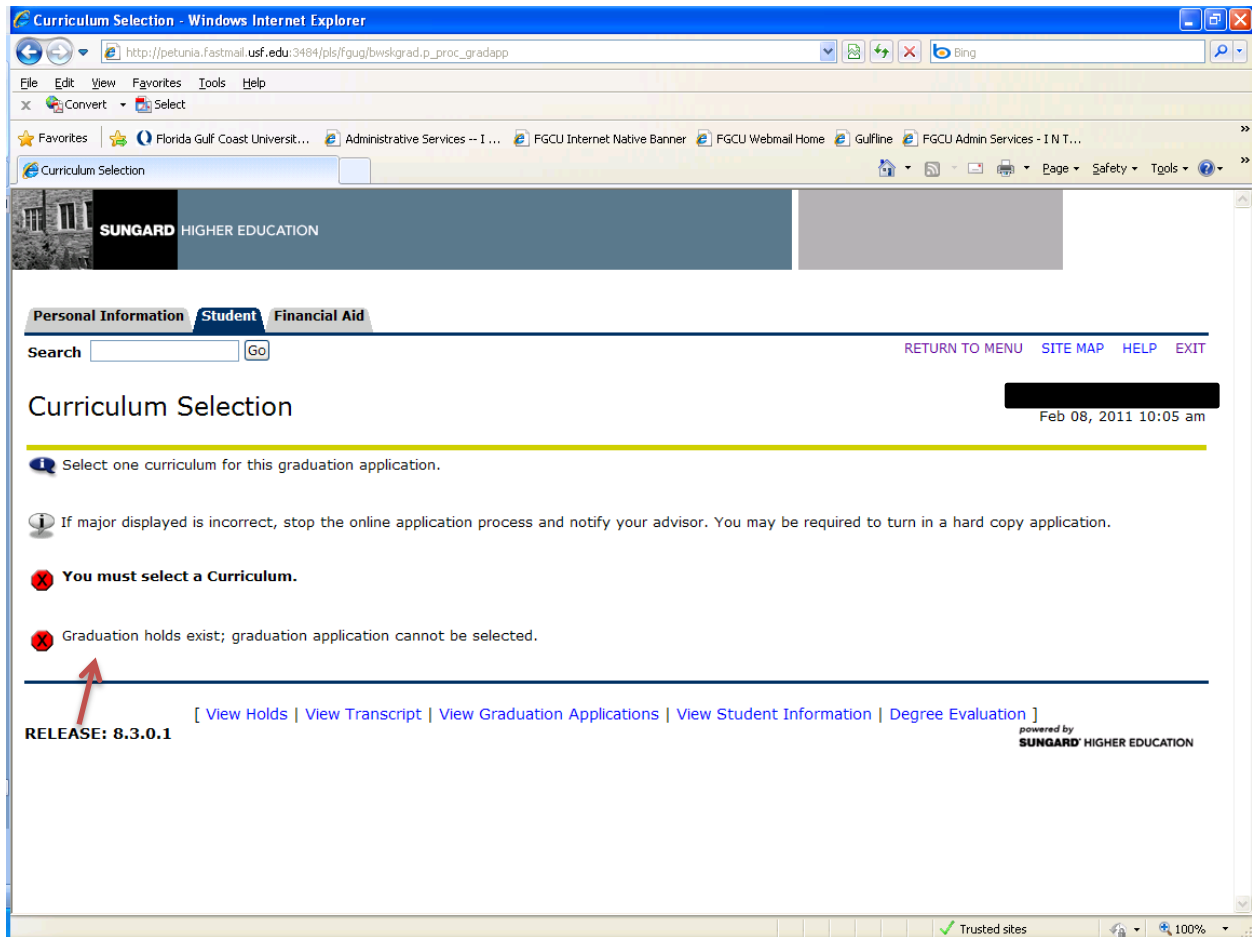 Curriculum Selection - Windows Internet Explorer
http://petunia.fastmail.usf.edu:3484/pls/fgug/bwskgrad.p_proc_gradapp
Bing
File Edit View Favorites Tools Help
x Convert Select
Favorites Florida Gulf Coast Universit... Administrative Services -- I ... FGCU Internet Native Banner FGCU Webmail Home Gulfline FGCU Admin Services - I N T... »
Curriculum Selection Page Safety Tools »
SUNGARD HIGHER EDUCATION
Personal Information Student Financial Aid
Search Go RETURN TO MENU SITE MAP HELP EXIT
Curriculum Selection
Feb 08, 2011 10:05 am
Select one curriculum for this graduation application.
If major displayed is incorrect, stop the online application process and notify your advisor. You may be required to turn in a hard copy application.
You must select a Curriculum.
Graduation holds exist; graduation application cannot be selected.
[ View Holds | View Transcript | View Graduation Applications | View Student Information | Degree Evaluation ]
RELEASE: 8.3.0.1
powered by
SUNGARD' HIGHER EDUCATION
Trusted sites 100%